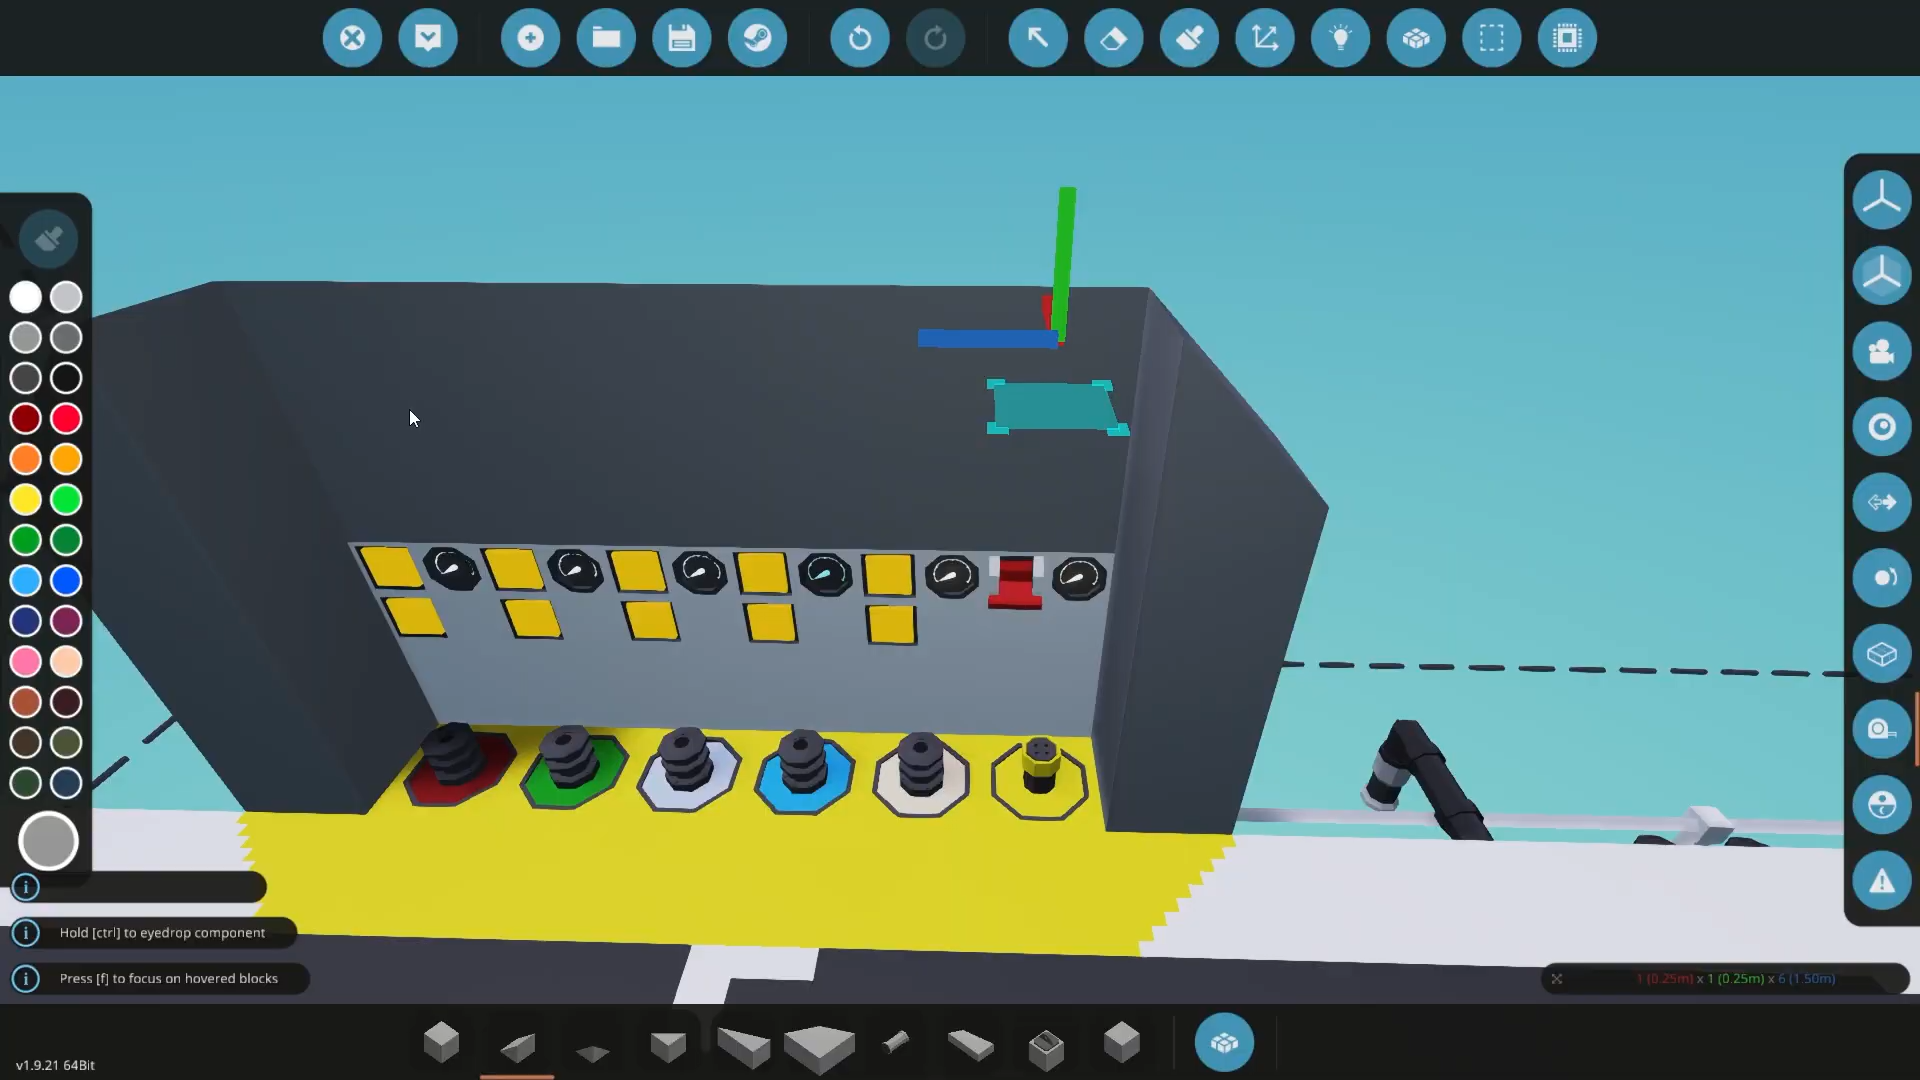 Hold [ctrl] to eyedrop component
Press [f] to focus on hovered blocks
1 (0.25m) x 1 (0.25m) x 6 (1.50m)
v1.9.21 64Bit